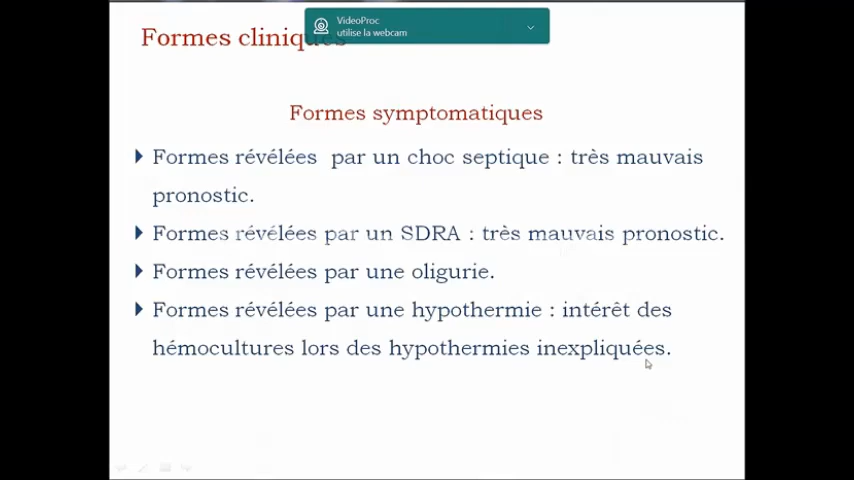 VideoProc
utilise la webcam
Formes cliniques
Formes symptomatiques
Formes révélées par un choc septique : très mauvais
pronostic.
Formes révélées par un SDRA : très mauvais pronostic.
Formes révélées par une oligurie.
Formes révélées par une hypothermie : intérêt des
hémocultures lors des hypothermies inexpliquées.